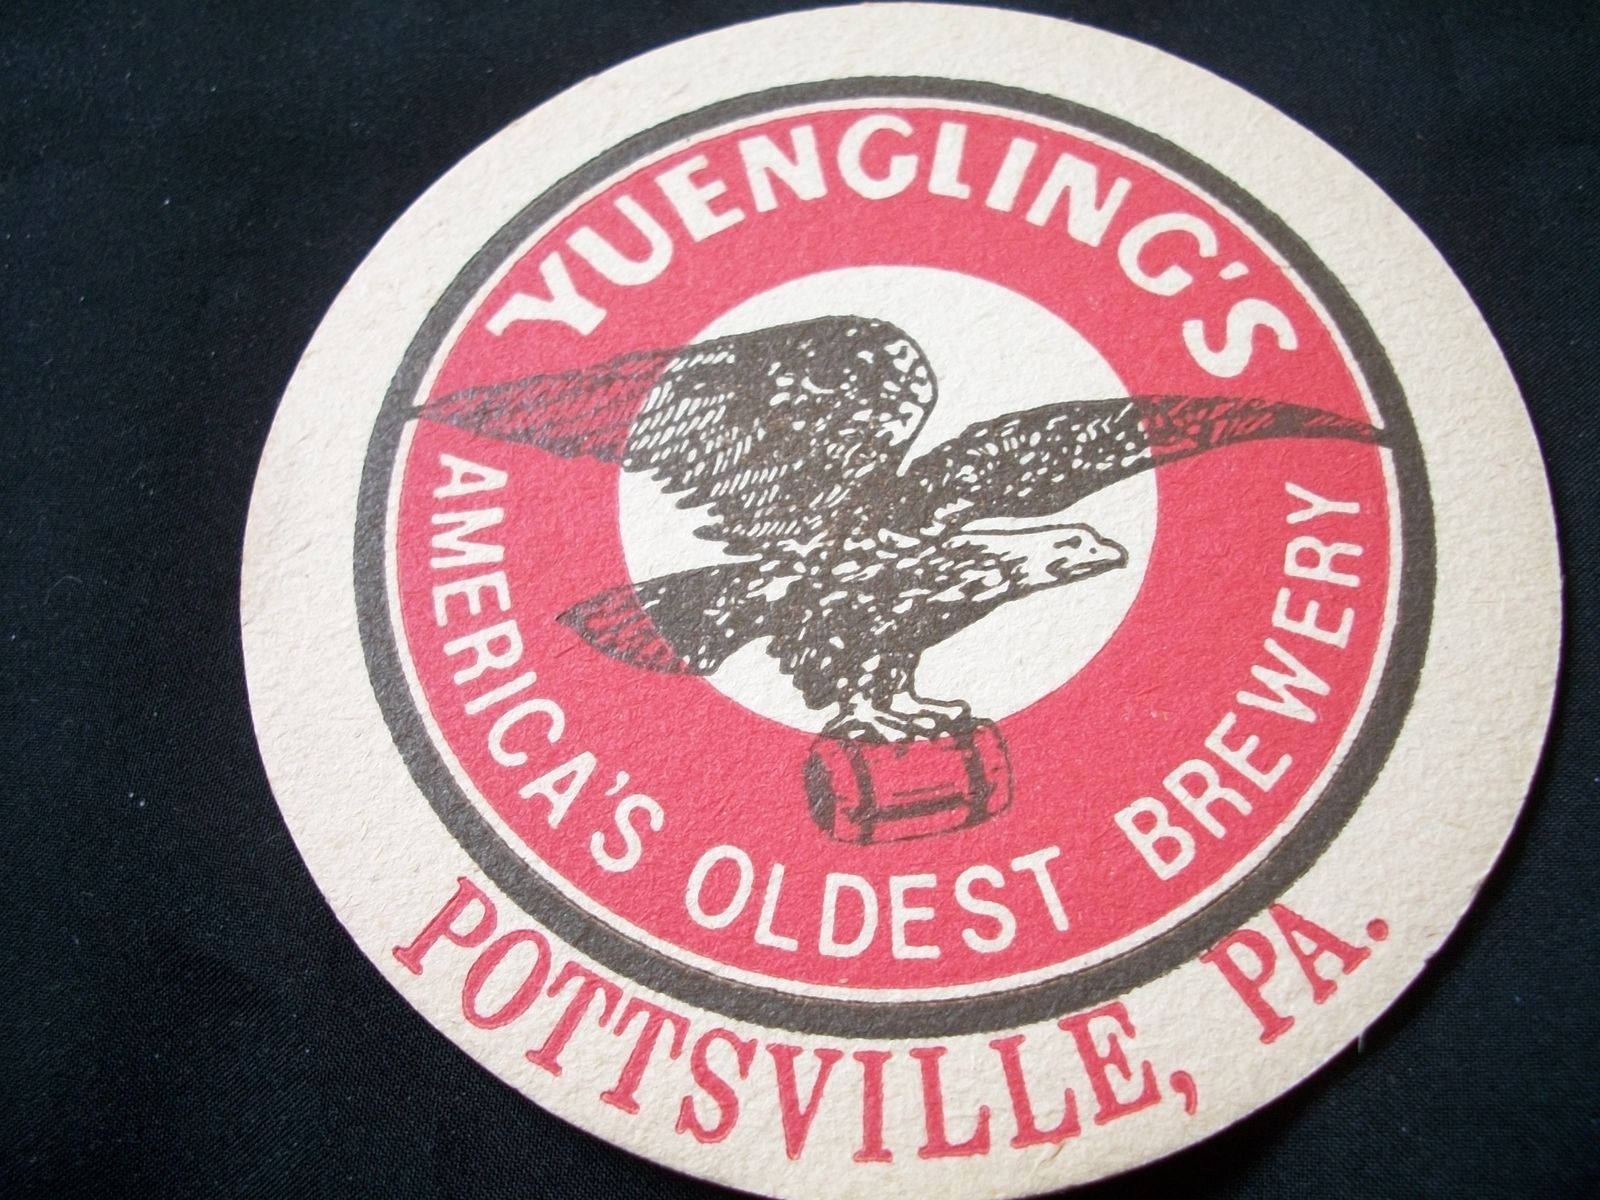 YUENGLING'S
AMERICA'S OLDEST BREWERY
POTTSVILLE, PA.